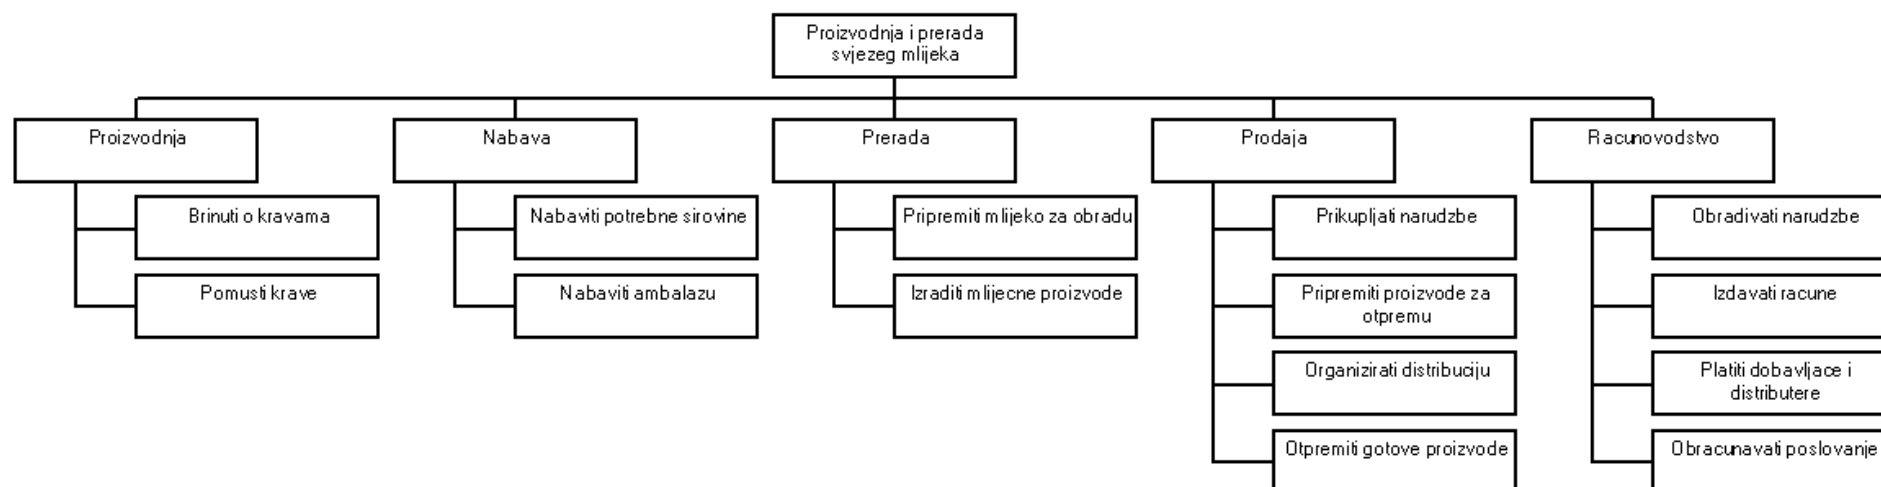 Proizvodnja i prerada
svjezeg mlijeka
Proizvodnja
Nabava
Prerada
Prodaja
Racunovodstvo
Brinuti o kravama
Nabaviti potrebne sirovine
Pripremiti mlijeko za obradu
Prikupljati narudzbe
Obradivati narudzbe
Pomusti krave
Nabaviti ambalazu
Izraditi mlijecne proizvode
Pripremiti proizvode za
otpremu
Izdavati racune
Organizirati distribuciju
Platiti dobavljace i
distributere
Otpremiti gotove proizvode
Obracunavati poslovanje